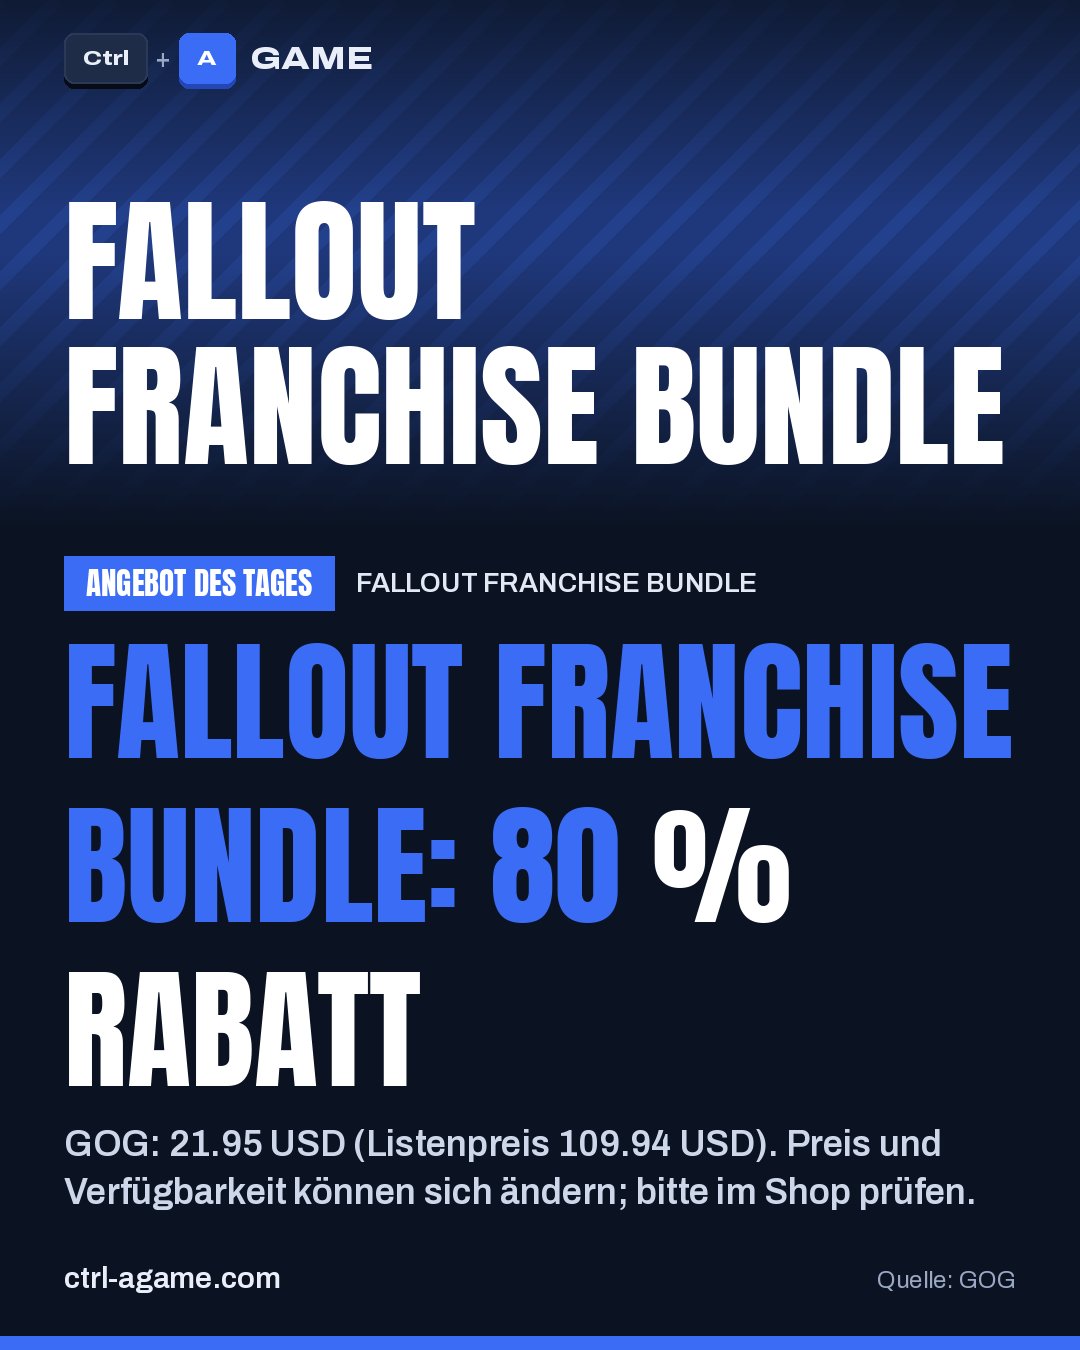 Ctrl + A GAME
FALLOUT
FRANCHISE BUNDLE
ANGEBOT DES TAGES FALLOUT FRANCHISE BUNDLE
FALLOUT FRANCHISE
BUNDLE: 80 %
RABATT
GOG: 21.95 USD (Listenpreis 109.94 USD). Preis und
Verfügbarkeit können sich ändern; bitte im Shop prüfen.
ctrl-agame.com Quelle: GOG